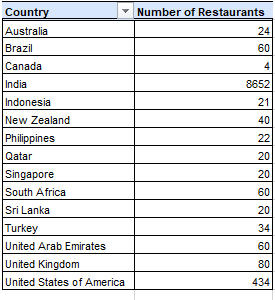 Country Number of Restaurants
Australia 24
Brazil 60
Canada 4
India 8652
Indonesia 21
New Zealand 40
Philippines 22
Qatar 20
Singapore 20
South Africa 60
Sri Lanka 20
Turkey 34
United Arab Emirates 60
United Kingdom 80
United States of America 434